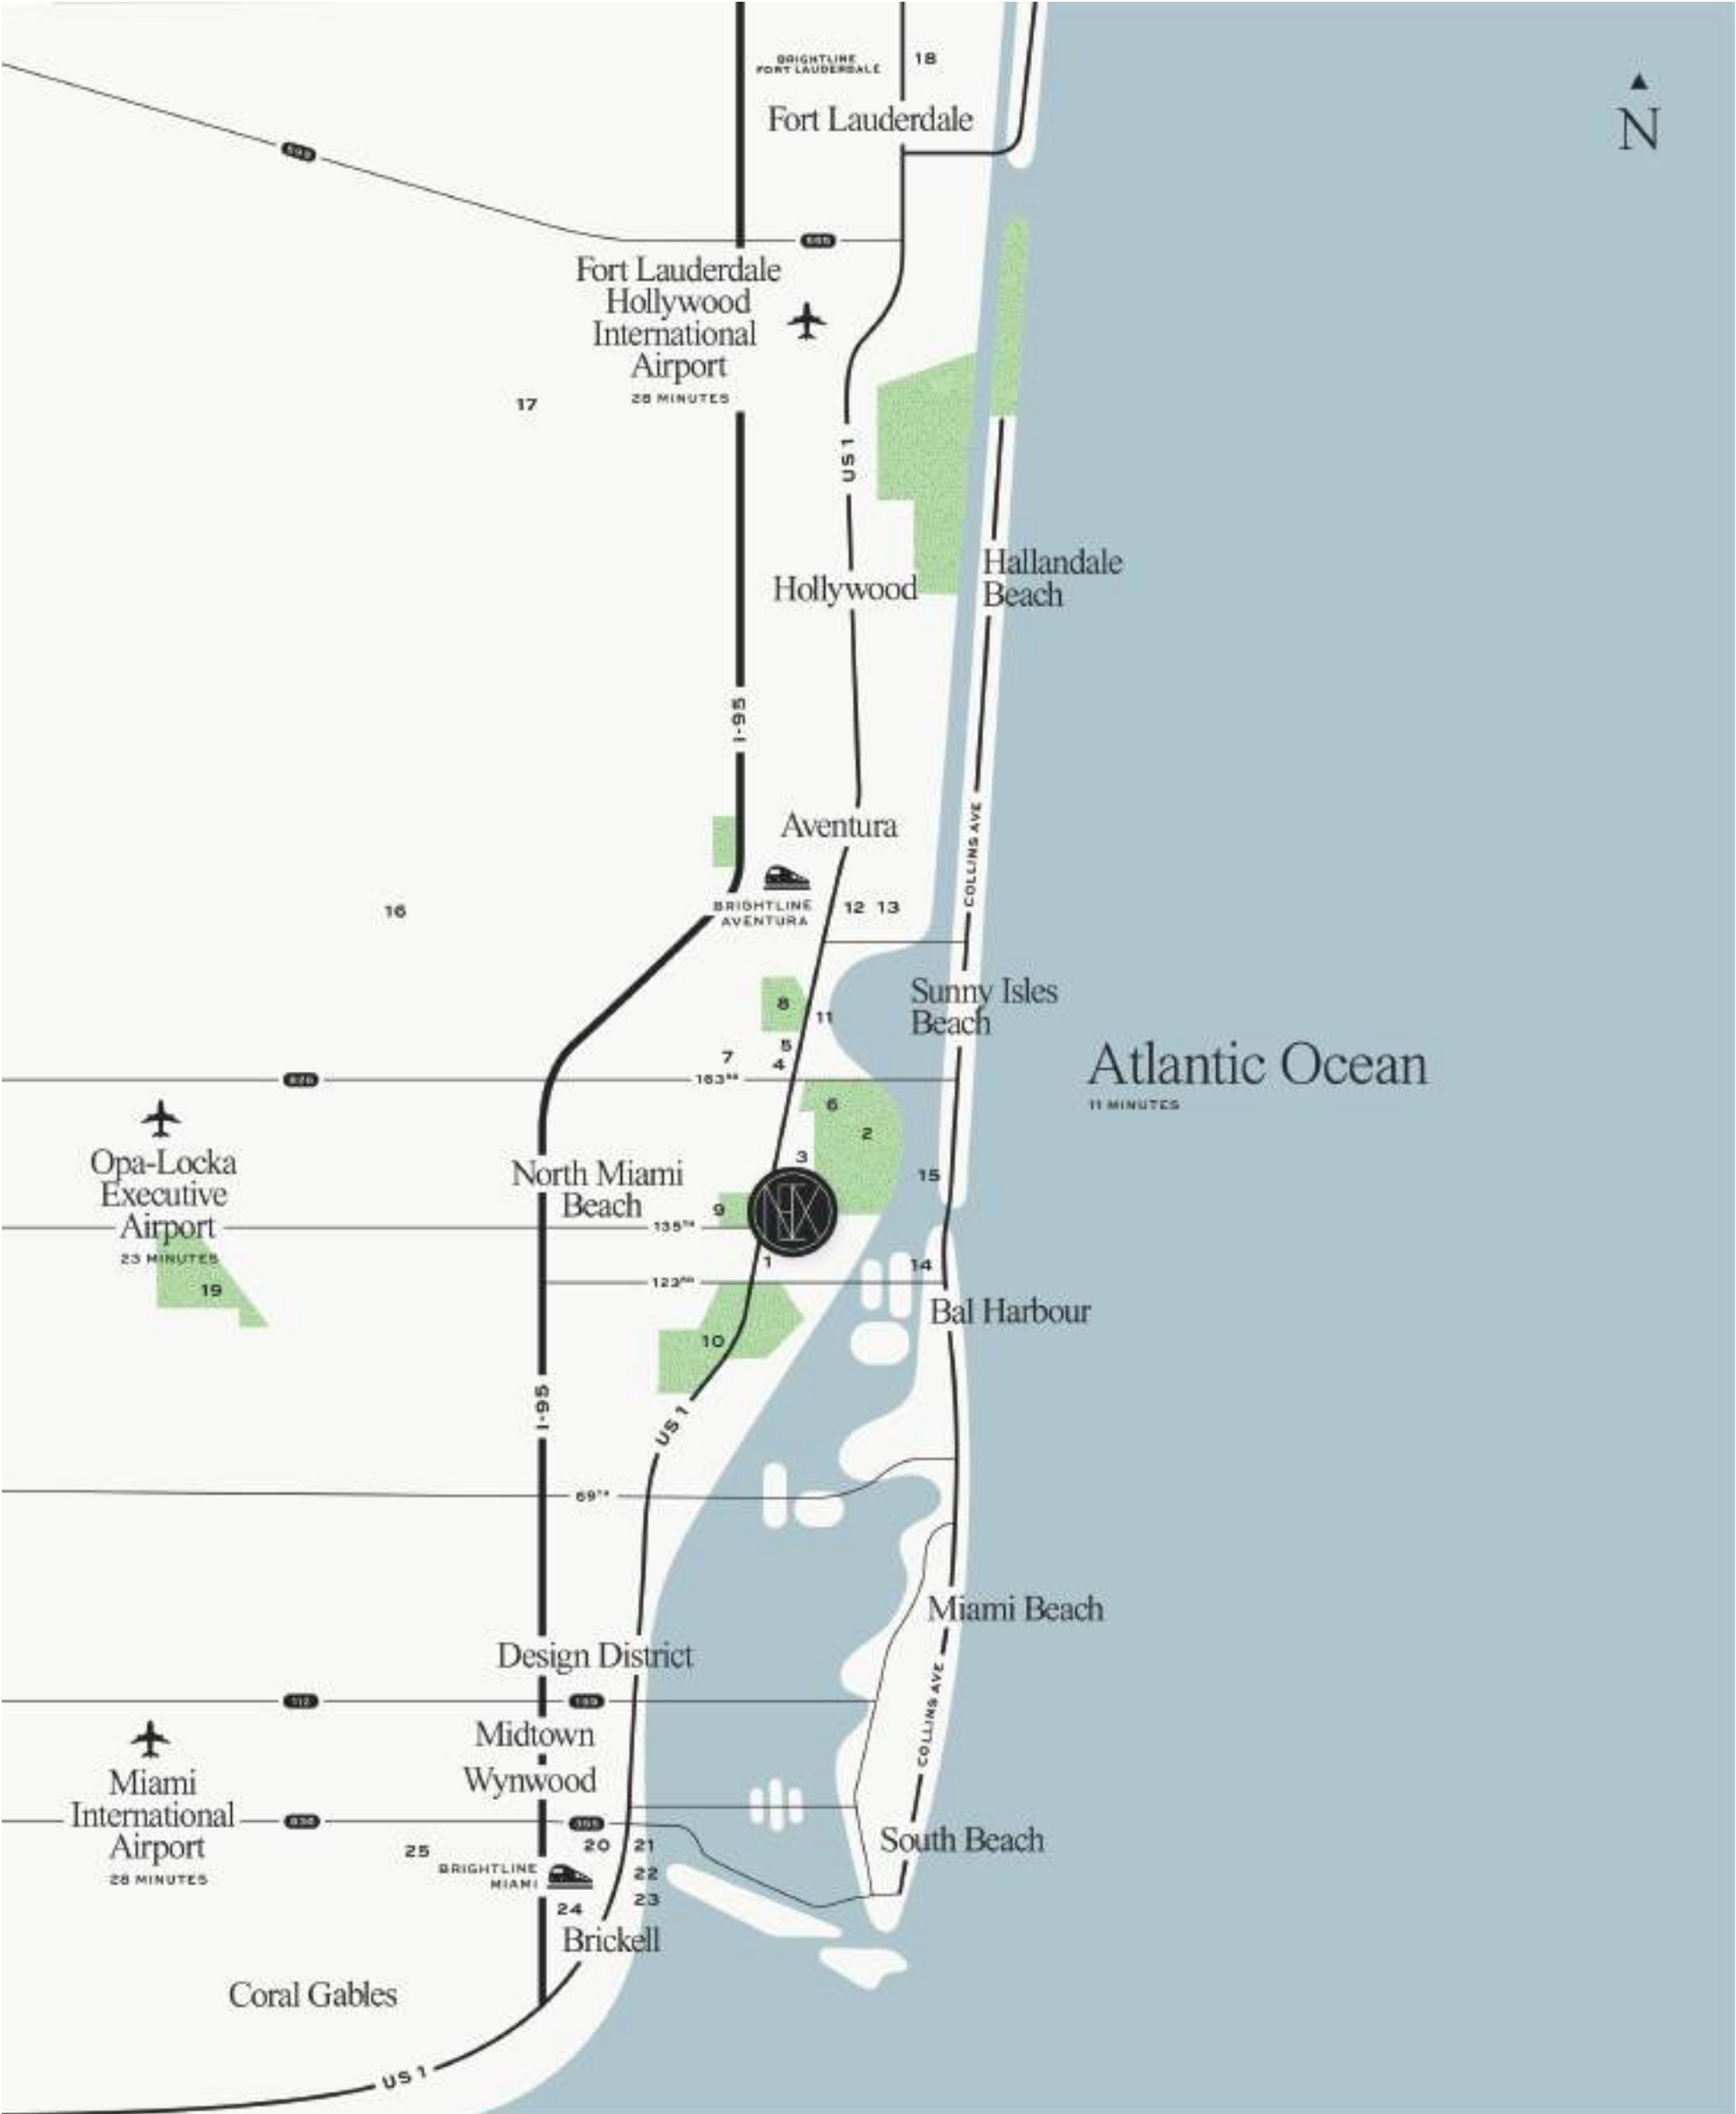 BRIGHTLINE
FORT LAUDERDALE
18
Fort Lauderdale
N
595
595
Fort Lauderdale
Hollywood
International
Airport
28 MINUTES
17
US 1
Hollywood
Hallandale
Beach
I-95
COLLINS AVE
Aventura
BRIGHTLINE
AVENTURA
12 13
16
8
11
Sunny Isles
Beach
5
7
4
826
163RD
Atlantic Ocean
11 MINUTES
6
2
3
Opa-Locka
Executive
Airport
23 MINUTES
North Miami
Beach
15
9
135TH
NEX
1
14
19
123RD
Bal Harbour
10
I-95
US 1
69TH
Miami Beach
Design District
112
195
COLLINS AVE
Midtown
Wynwood
Miami
International
Airport
28 MINUTES
836
395
20 21
South Beach
25
BRIGHTLINE
MIAMI
22
23
24
Brickell
Coral Gables
US 1